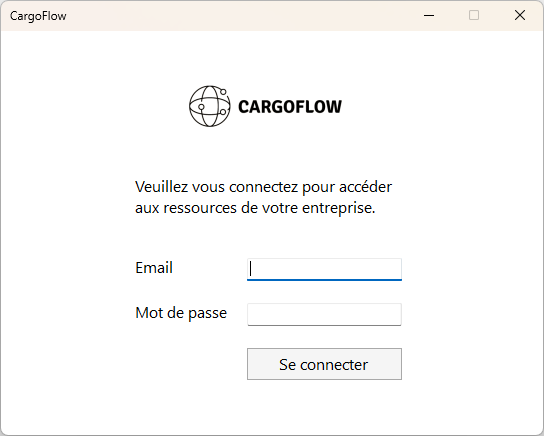 CargoFlow
CARGOFLOW
Veuillez vous connectez pour accéder
aux ressources de votre entreprise.
Email
Mot de passe
Se connecter